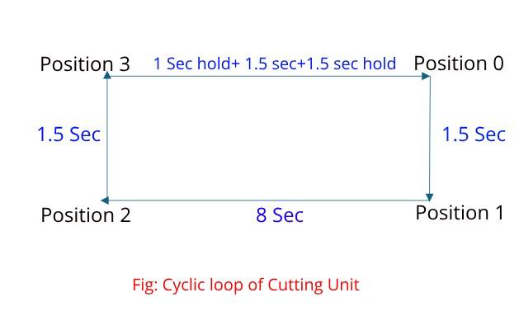 Position 3 1 Sec hold+ 1.5 sec+1.5 sec hold Position 0
1.5 Sec 1.5 Sec
Position 2 8 Sec Position 1
Fig: Cyclic loop of Cutting Unit